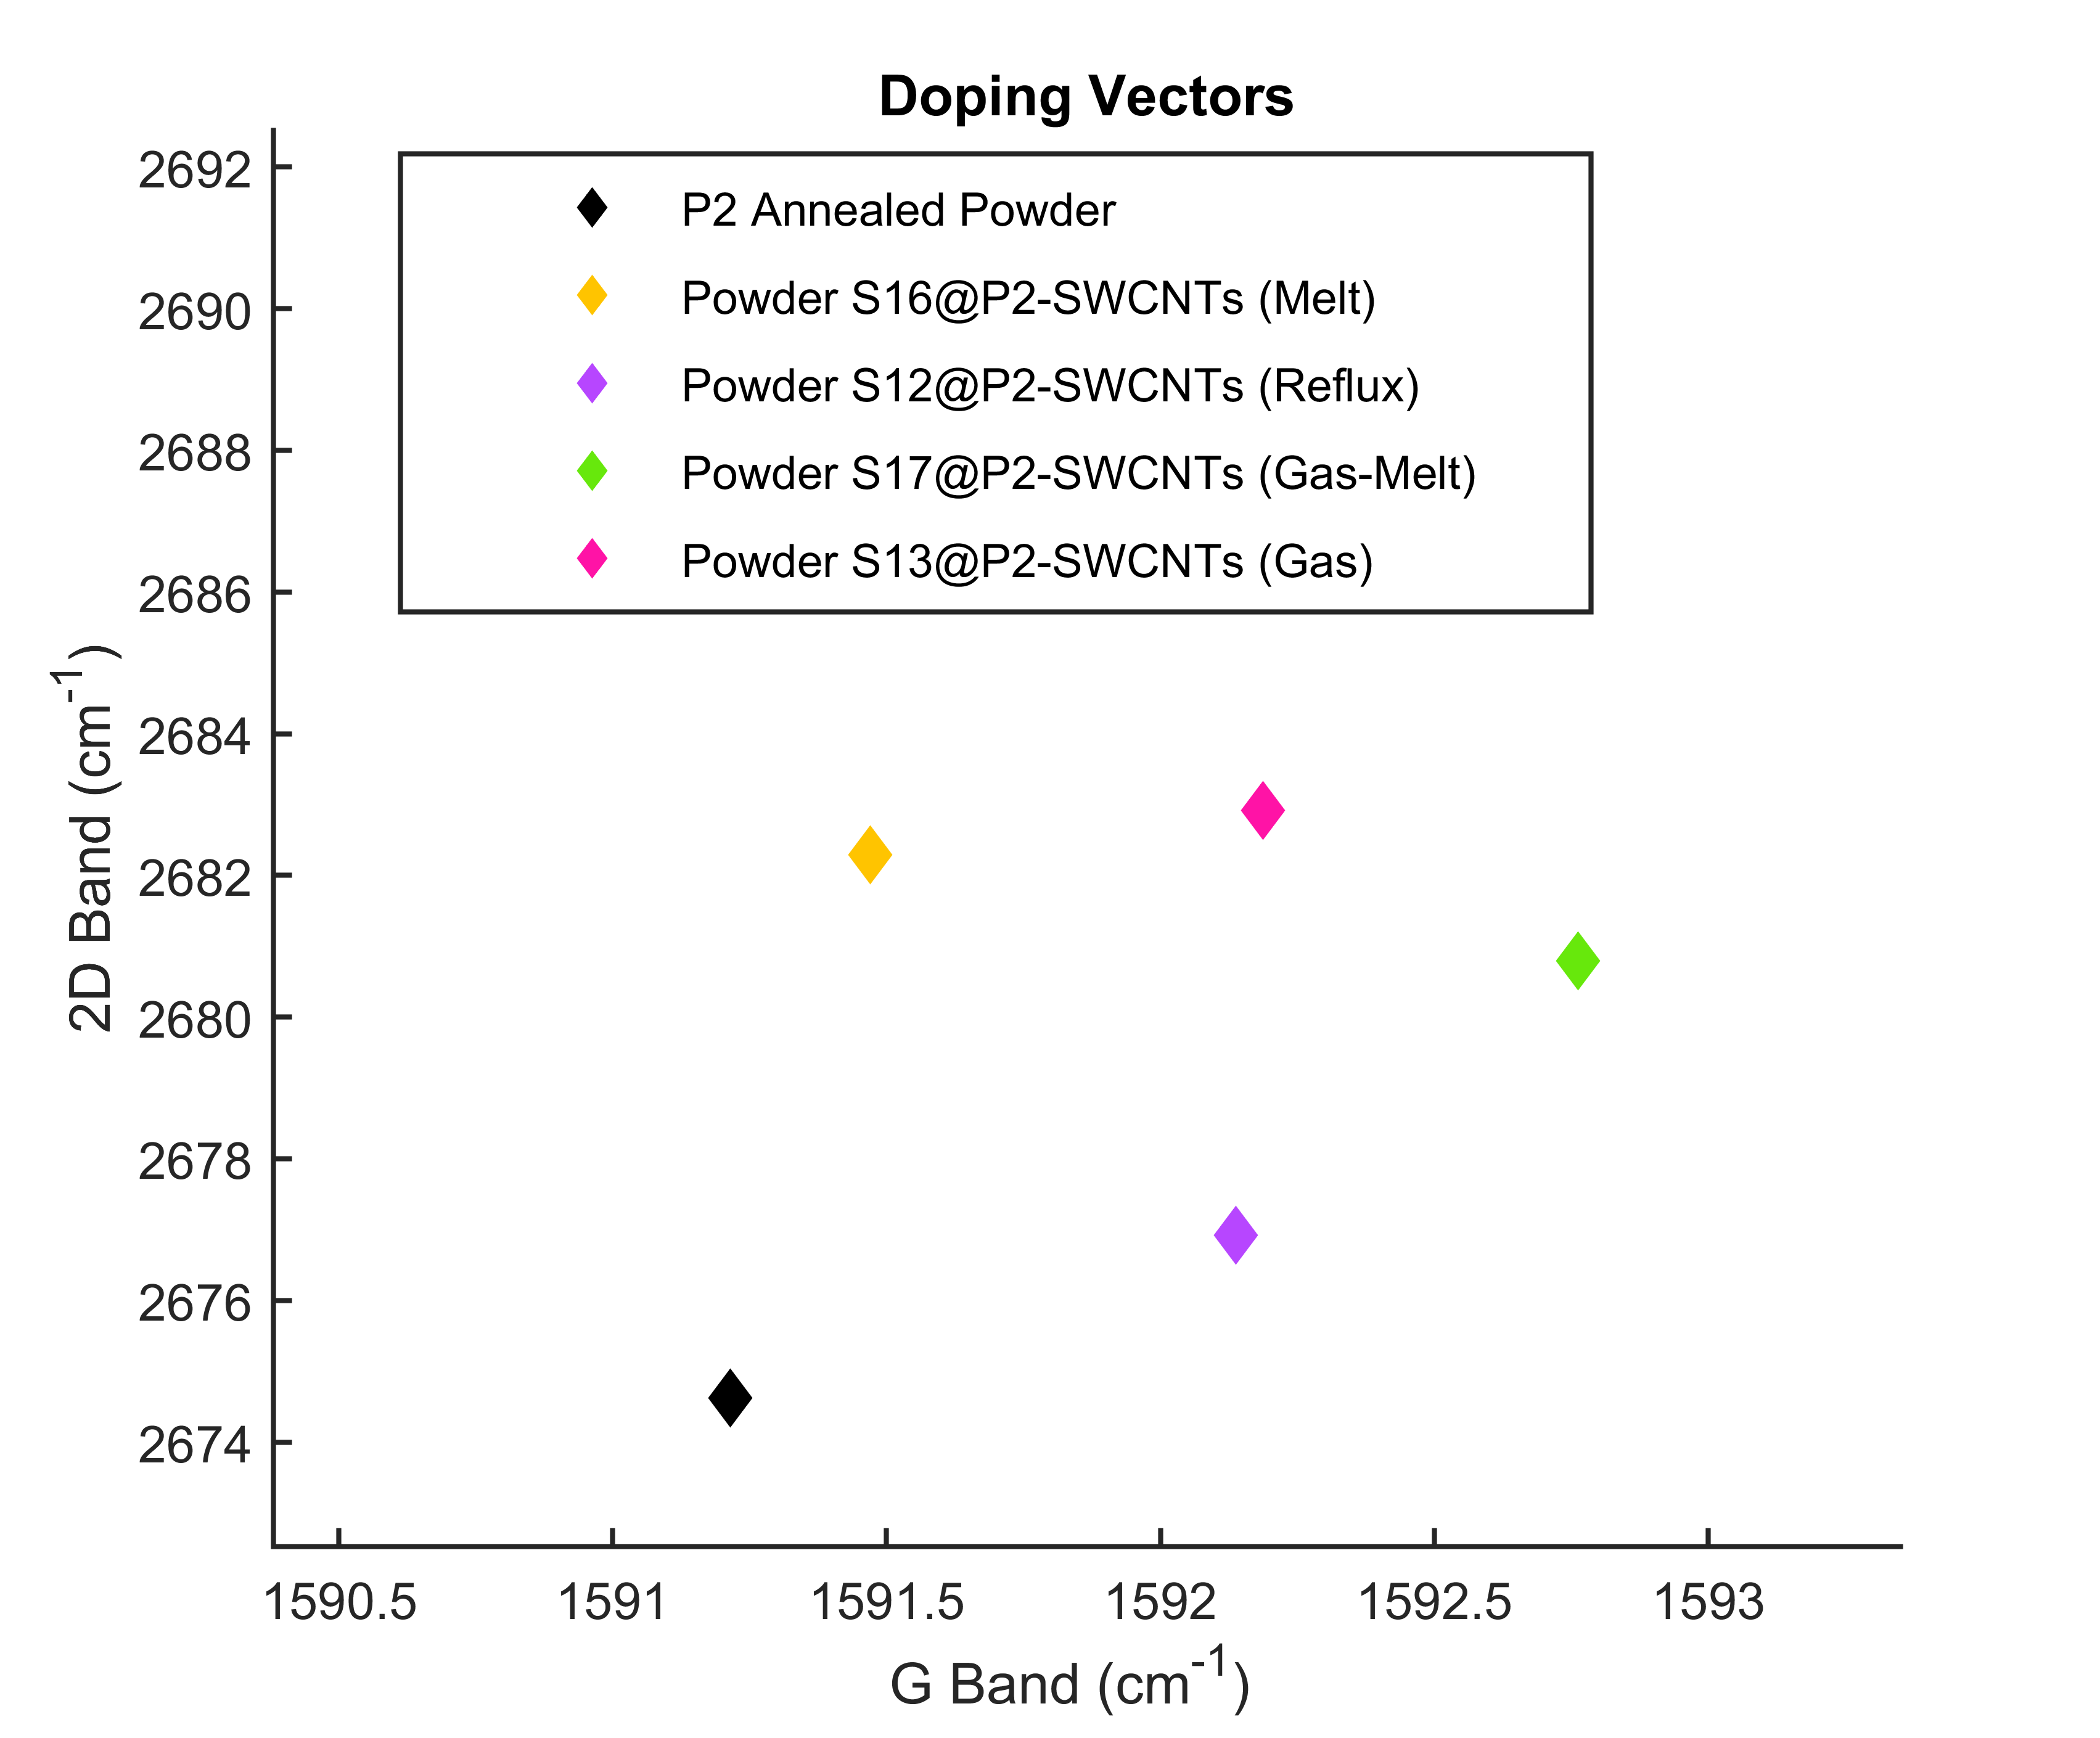 Doping Vectors
P2 Annealed Powder
Powder S16@P2-SWCNTs (Melt)
Powder S12@P2-SWCNTs (Reflux)
Powder S17@P2-SWCNTs (Gas-Melt)
Powder S13@P2-SWCNTs (Gas)
2692
2690
2688
2686
2684
2682
2680
2678
2676
2674
2D Band (cm⁻¹)
1590.5 1591 1591.5 1592 1592.5 1593
G Band (cm⁻¹)